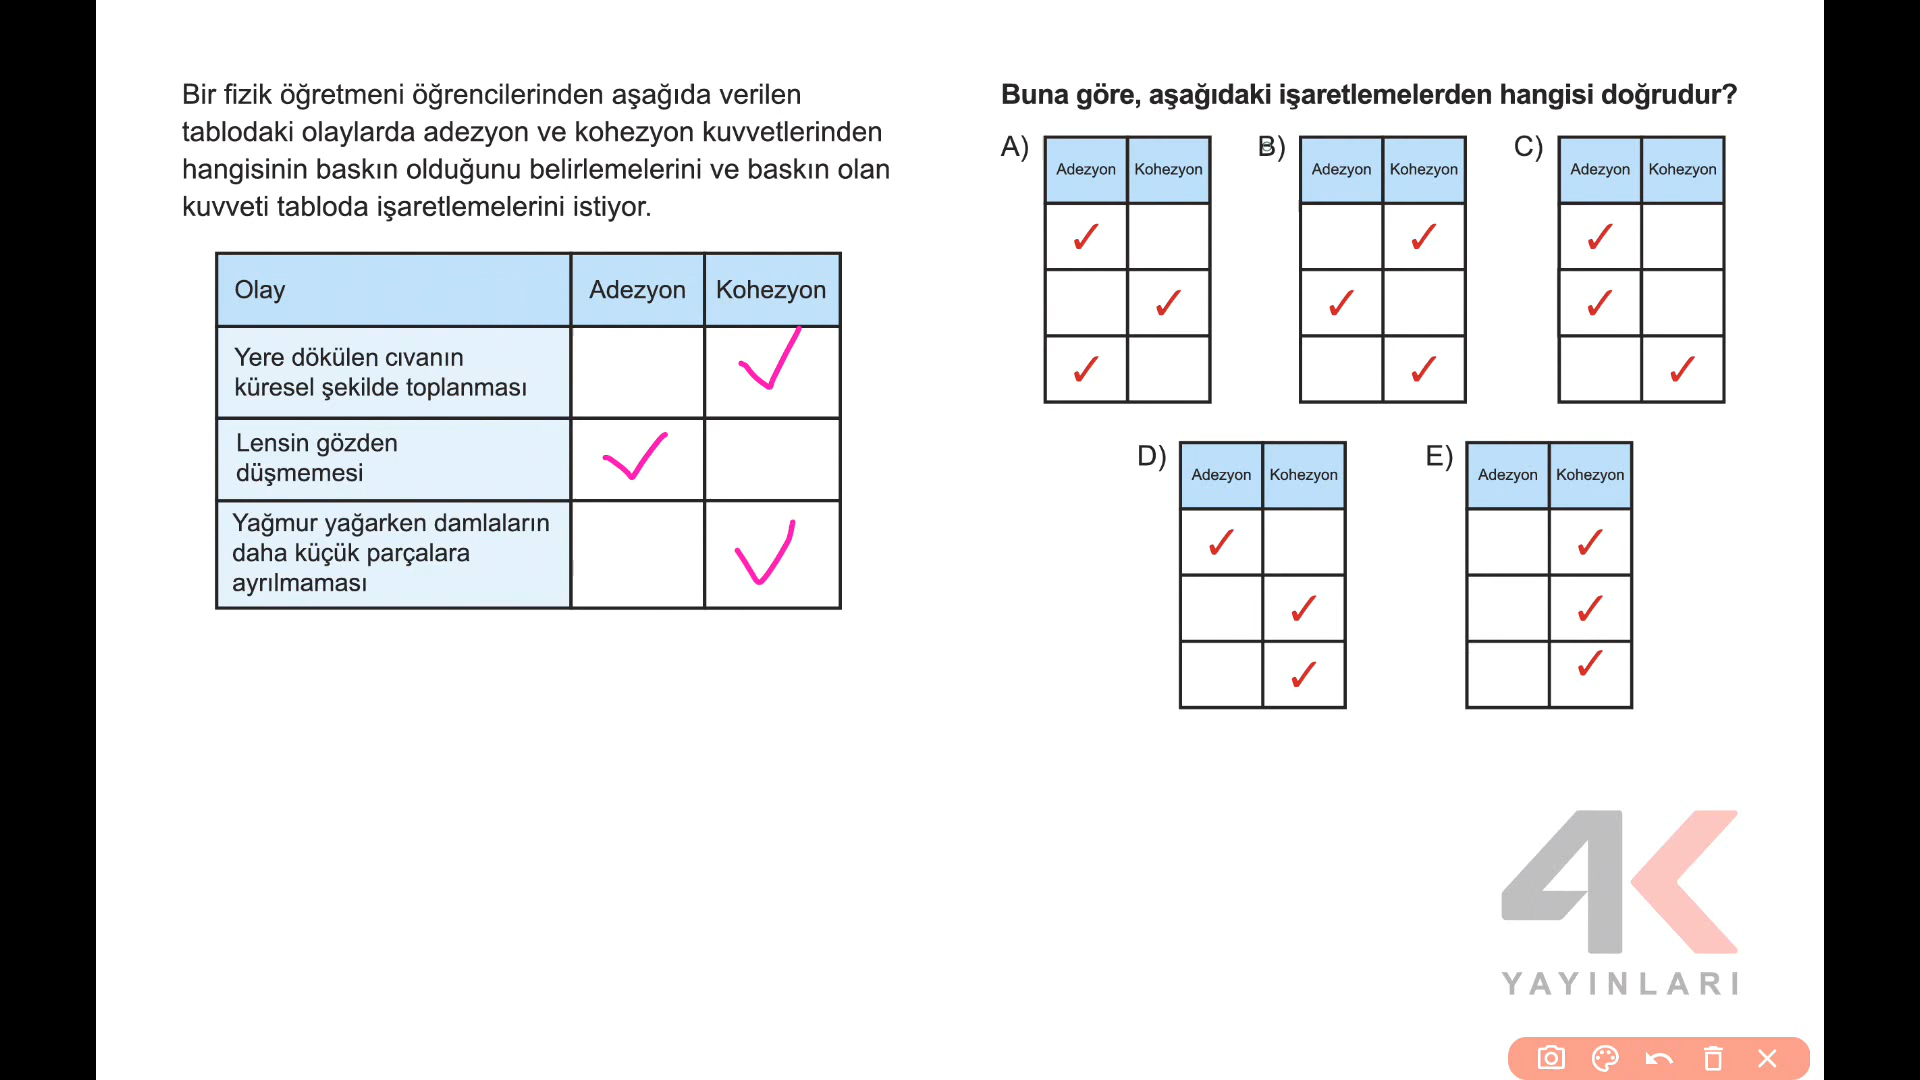 Bir fizik öğretmeni öğrencilerinden aşağıda verilen
tablodaki olaylarda adezyon ve kohezyon kuvvetlerinden
hangisinin baskın olduğunu belirlemelerini ve baskın olan
kuvveti tabloda işaretlemelerini istiyor.
Olay Adezyon Kohezyon
Yere dökülen cıvanın
küresel şekilde toplanması
Lensin gözden
düşmemesi
Yağmur yağarken damlaların
daha küçük parçalara
ayrılmaması
Buna göre, aşağıdaki işaretlemelerden hangisi doğrudur?
A) Adezyon Kohezyon
B) Adezyon Kohezyon
C) Adezyon Kohezyon
D) Adezyon Kohezyon
E) Adezyon Kohezyon
4K
YAYINLARI